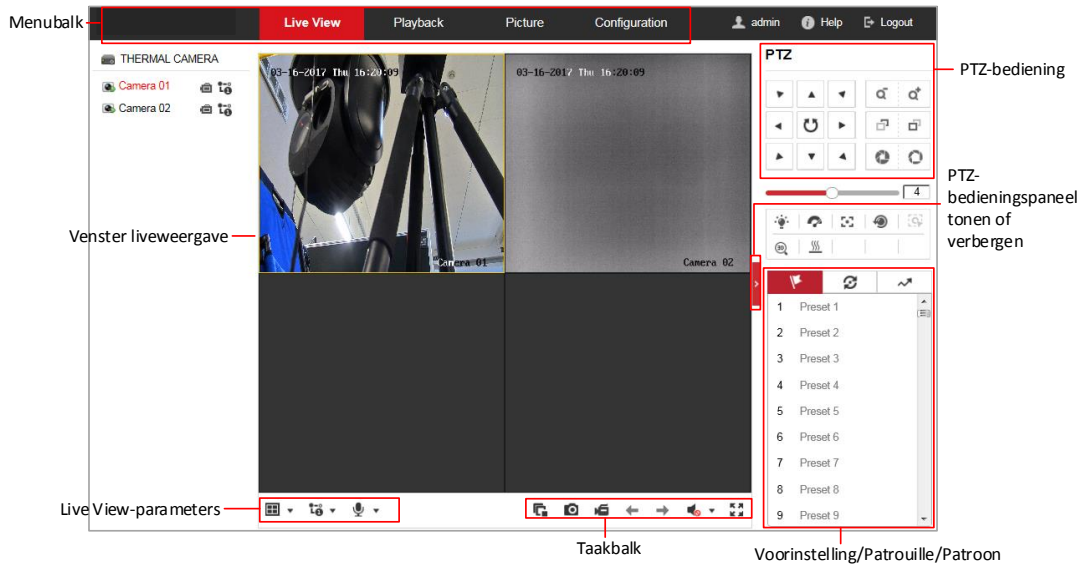 Menubalk
Live View
Playback
Picture
Configuration
admin
Help
Logout
THERMAL CAMERA
Camera 01
Camera 02
03-16-2017 Thu 16:20:09
Camera 01
03-16-2017 Thu 16:20:09
Camera 02
PTZ
4
3D
1 Preset 1
2 Preset 2
3 Preset 3
4 Preset 4
5 Preset 5
6 Preset 6
7 Preset 7
8 Preset 8
9 Preset 9
PTZ-bediening
PTZ-
bedieningspaneel
tonen of
verbergen
Venster liveweergave
Live View-parameters
Taakbalk
Voorinstelling/Patrouille/Patroon